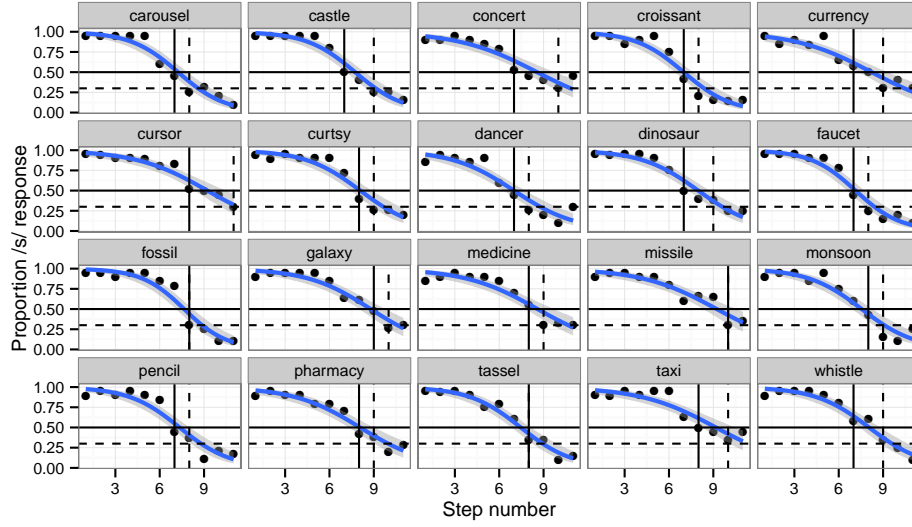 carousel castle concert croissant currency
1.00
0.75
0.50
0.25
0.00
cursor curtsy dancer dinosaur faucet
1.00
0.75
0.50
0.25
0.00
fossil galaxy medicine missile monsoon
1.00
0.75
0.50
0.25
0.00
pencil pharmacy tassel taxi whistle
1.00
0.75
0.50
0.25
0.00
3 6 9 3 6 9 3 6 9 3 6 9 3 6 9
Step number
Proportion /s/ response